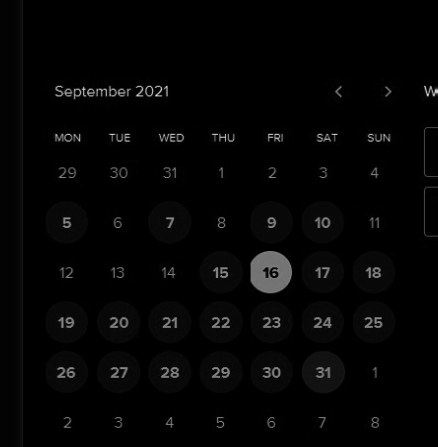 September 2021
W
MON TUE WED THU FRI SAT SUN
29 30 31 1 2 3 4
5 6 7 8 9 10 11
12 13 14 15 16 17 18
19 20 21 22 23 24 25
26 27 28 29 30 31 1
2 3 4 5 6 7 8